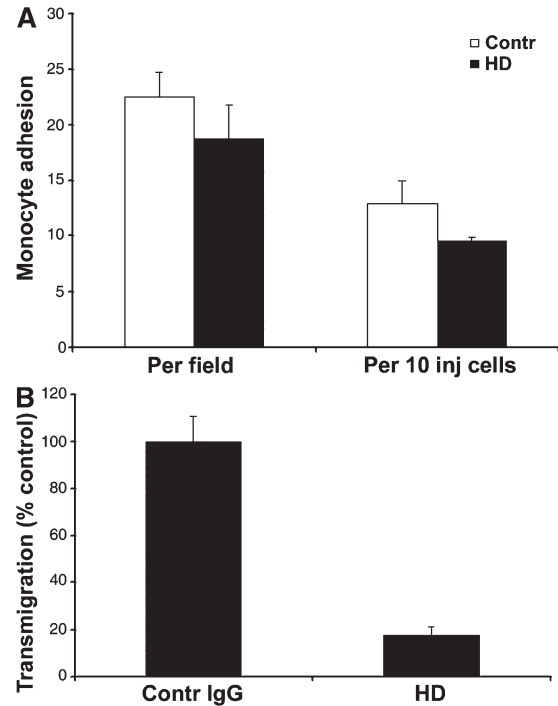 A
30
25
20
15
10
5
0
Monocyte adhesion
Contr
HD
Per field
Per 10 inj cells
B
120
100
80
60
40
20
0
Transmigration (% control)
Contr IgG
HD